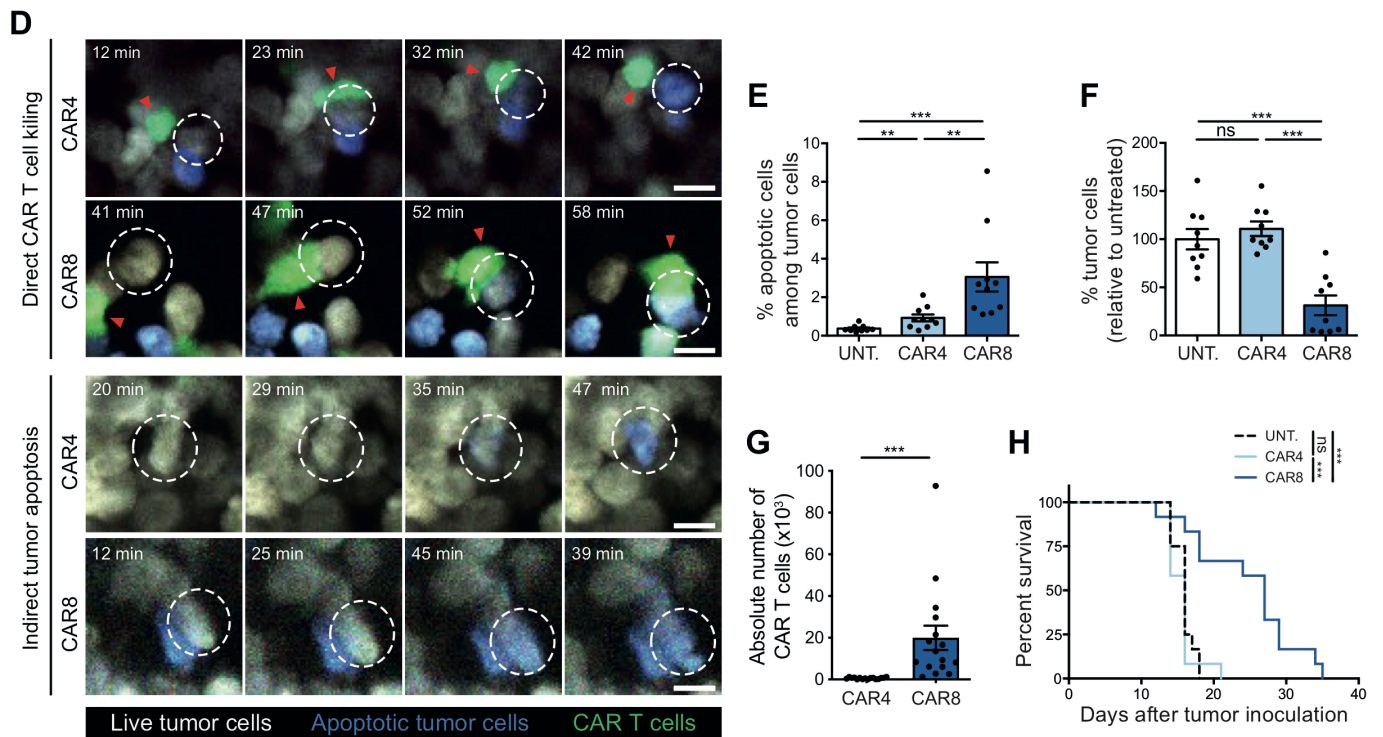 D
Direct CAR T cell kiling
CAR4
12 min
23 min
32 min
42 min
CAR8
41 min
47 min
52 min
58 min
Indirect tumor apoptosis
CAR4
20 min
29 min
35 min
47 min
CAR8
12 min
25 min
45 min
39 min
Live tumor cells
Apoptotic tumor cells
CAR T cells
E
% apoptotic cells
among tumor cells
***
**
**
10
8
6
4
2
0
UNT.
CAR4
CAR8
F
% tumor cells
(relative to untreated)
***
ns
***
200
150
100
50
0
UNT.
CAR4
CAR8
G
Absolute number of
CAR T cells (x10³)
***
100
80
60
40
20
0
CAR4
CAR8
H
UNT.
CAR4
CAR8
ns
***
***
Percent survival
100
75
50
25
0
0
10
20
30
40
Days after tumor inoculation